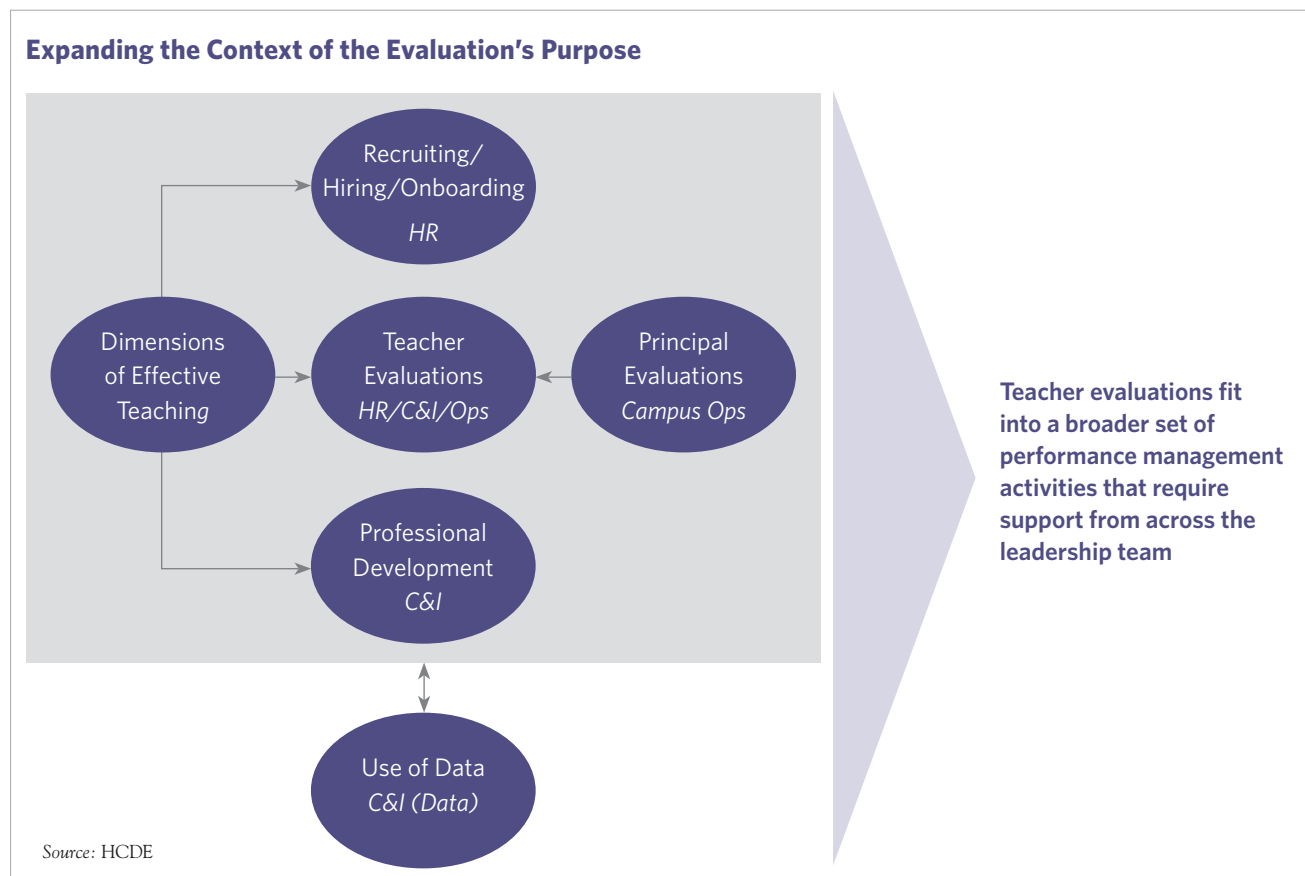 Expanding the Context of the Evaluation's Purpose
Recruiting/
Hiring/Onboarding
HR
Dimensions
of Effective
Teaching
Teacher
Evaluations
HR/C&I/Ops
Principal
Evaluations
Campus Ops
Professional
Development
C&I
Use of Data
C&I (Data)
Teacher evaluations fit
into a broader set of
performance management
activities that require
support from across the
leadership team
Source: HCDE